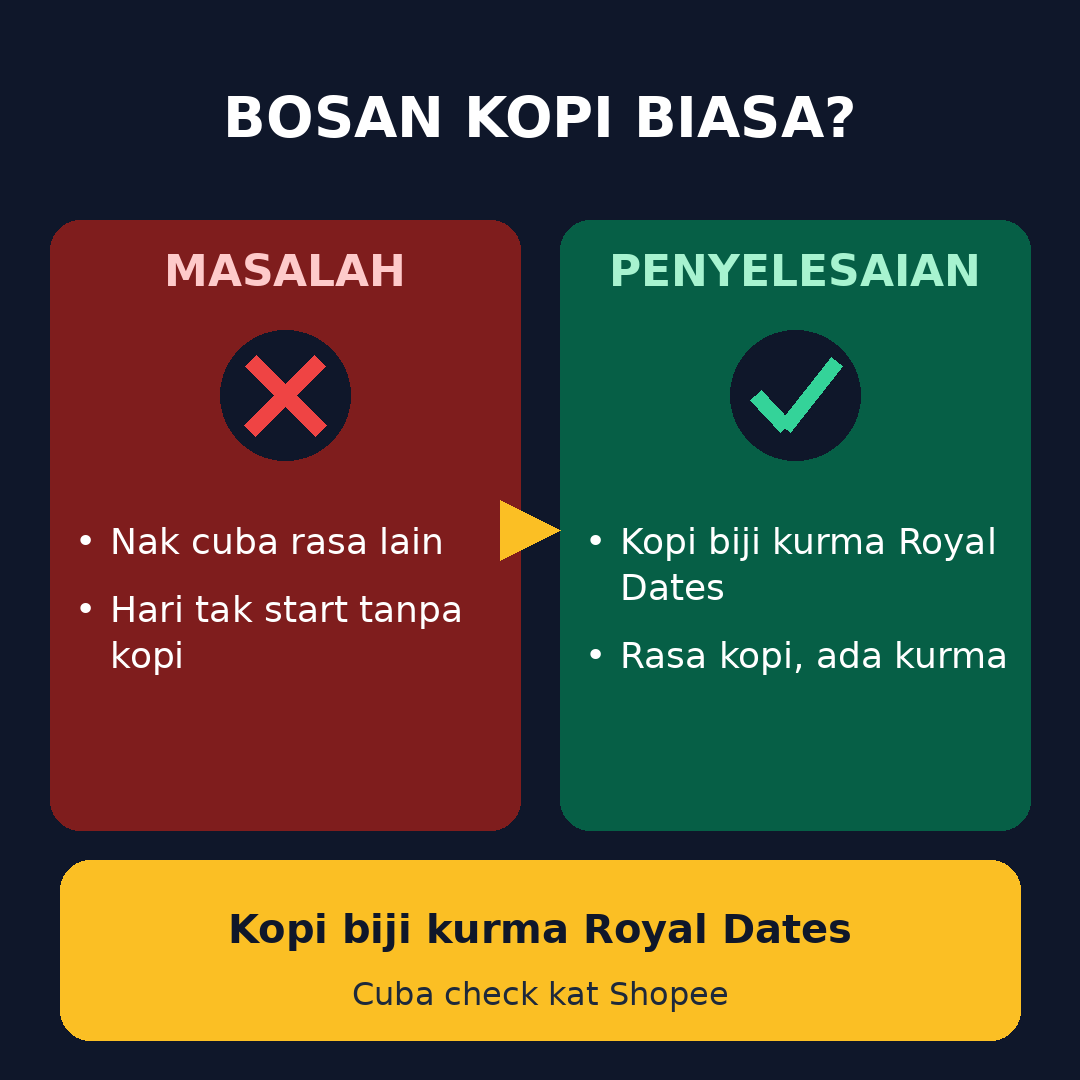 BOSAN KOPI BIASA?
MASALAH
• Nak cuba rasa lain
• Hari tak start tanpa
kopi
PENYELESAIAN
• Kopi biji kurma Royal
Dates
• Rasa kopi, ada kurma
Kopi biji kurma Royal Dates
Cuba check kat Shopee